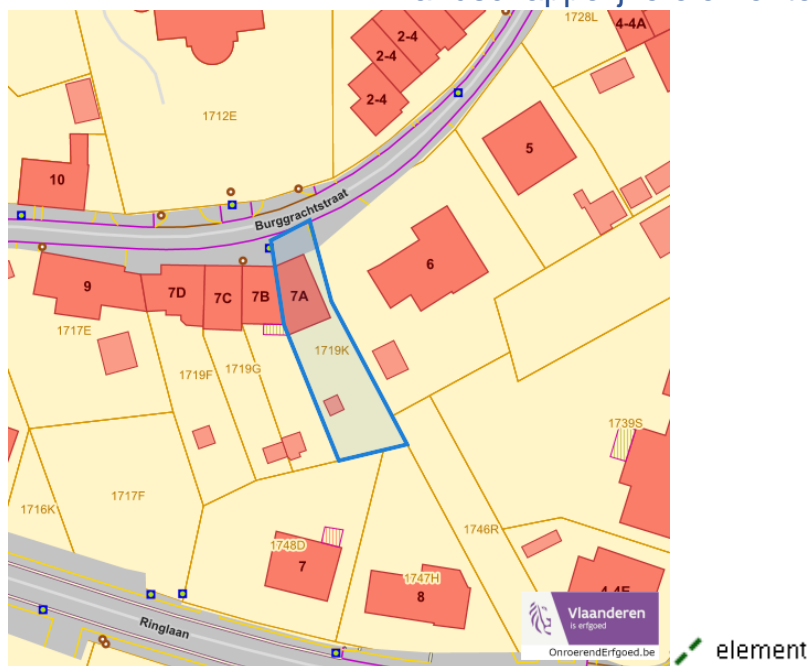 1728L
4-4A
2-4
2-4
2-4
1712E
5
10
Burggrachtstraat
6
9
7D
7C
7B
7A
1717E
1719K
1719F
1719G
1739S
1717F
1716K
1746R
1748D
7
1747H
8
4-4E
Vlaanderen
is erfgoed
OnroerendErfgoed.be
Ringlaan
element